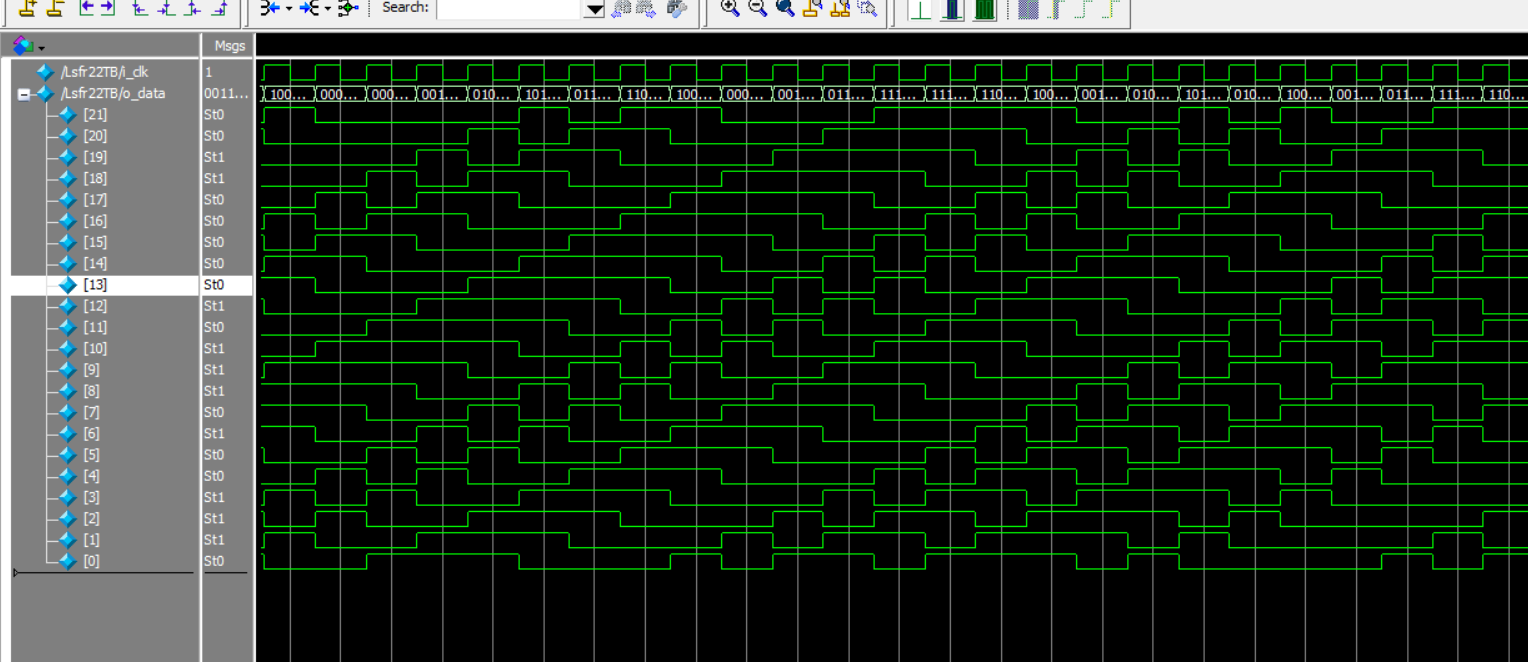 Search:
Msgs
/Lsfr22TB/i_clk 1
/Lsfr22TB/o_data 0011... 100... 000... 000... 001... 010... 101... 011... 110... 100... 000... 001... 011... 111... 111... 110... 100... 001... 010... 101... 010... 100... 001... 011... 111... 110...
[21] St0
[20] St0
[19] St1
[18] St1
[17] St0
[16] St0
[15] St0
[14] St0
[13] St0
[12] St1
[11] St0
[10] St1
[9] St1
[8] St1
[7] St0
[6] St1
[5] St0
[4] St0
[3] St1
[2] St1
[1] St1
[0] St0